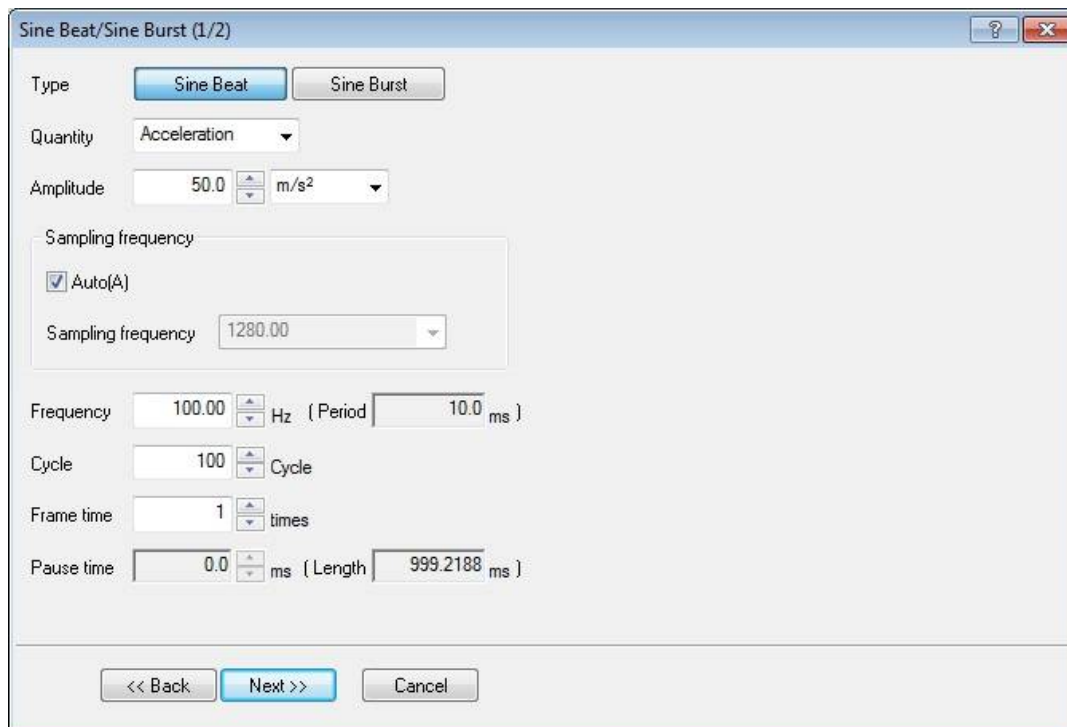 Sine Beat/Sine Burst (1/2)
Type Sine Beat Sine Burst
Quantity Acceleration
Amplitude 50.0 m/s²
Sampling frequency
Auto(A)
Sampling frequency 1280.00
Frequency 100.00 Hz ( Period 10.0 ms )
Cycle 100 Cycle
Frame time 1 times
Pause time 0.0 ms ( Length 999.2188 ms )
<< Back Next >> Cancel